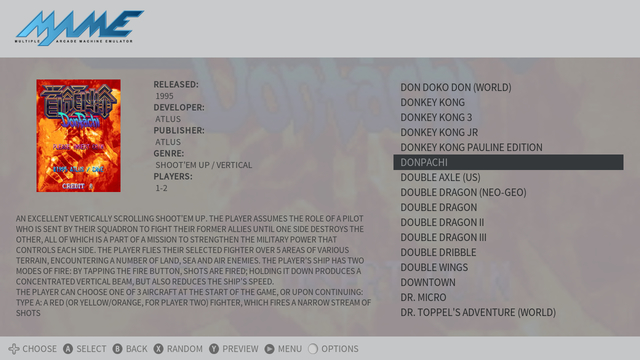 MAME
MULTIPLE ARCADE MACHINE EMULATOR
DonPachi
CREDIT
RELEASED:
1995
DEVELOPER:
ATLUS
PUBLISHER:
ATLUS
GENRE:
SHOOT'EM UP / VERTICAL
PLAYERS:
1-2
AN EXCELLENT VERTICALLY SCROLLING SHOOT'EM UP. THE PLAYER ASSUMES THE ROLE OF A PILOT
WHO IS SENT BY THEIR SQUADRON TO FIGHT THEIR FORMER ALLIES UNTIL ONE SIDE DESTROYS THE
OTHER, ALL OF WHICH IS A PART OF A MISSION TO STRENGTHEN THE MILITARY POWER THAT
CONTROLS EACH SIDE. THE PLAYER FLIES THEIR SELECTED FIGHTER OVER 5 AREAS OF VARIOUS
TERRAIN, ENCOUNTERING A NUMBER OF LAND, SEA AND AIR ENEMIES. THE PLAYER'S SHIP HAS TWO
MODES OF FIRE: BY TAPPING THE FIRE BUTTON, SHOTS ARE FIRED; HOLDING IT DOWN PRODUCES A
CONCENTRATED VERTICAL BEAM, BUT ALSO REDUCES THE SHIP'S SPEED.
THE PLAYER CAN CHOOSE ONE OF 3 AIRCRAFT AT THE START OF THE GAME, OR UPON CONTINUING:
TYPE A: A RED (OR YELLOW/ORANGE, FOR PLAYER TWO) FIGHTER, WHICH FIRES A NARROW STREAM OF
SHOTS
DON DOKO DON (WORLD)
DONKEY KONG
DONKEY KONG 3
DONKEY KONG JR
DONKEY KONG PAULINE EDITION
DONPACHI
DOUBLE AXLE (US)
DOUBLE DRAGON (NEO-GEO)
DOUBLE DRAGON
DOUBLE DRAGON II
DOUBLE DRAGON III
DOUBLE DRIBBLE
DOUBLE WINGS
DOWNTOWN
DR. MICRO
DR. TOPPEL'S ADVENTURE (WORLD)
CHOOSE A SELECT B BACK X RANDOM Y PREVIEW MENU OPTIONS